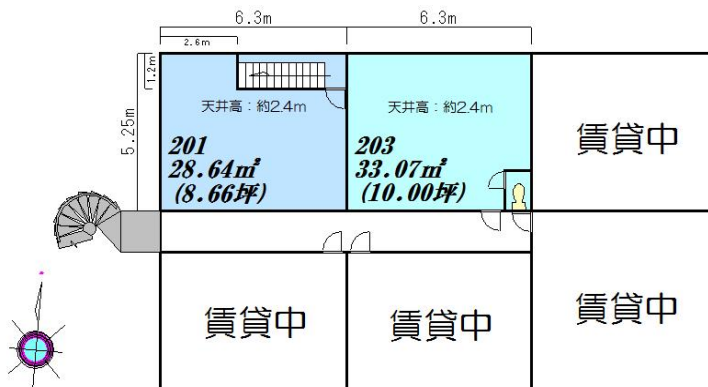 6.3m
6.3m
2.6m
1.2m
5.25m
天井高：約2.4m
天井高：約2.4m
201
28.64㎡
(8.66坪)
203
33.07㎡
(10.00坪)
賃貸中
賃貸中
賃貸中
賃貸中